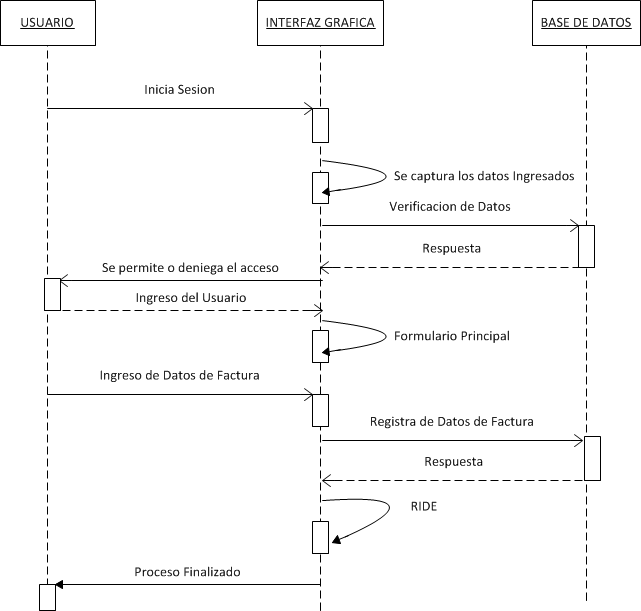 USUARIO
INTERFAZ GRAFICA
BASE DE DATOS
Inicia Sesion
Se captura los datos Ingresados
Verificacion de Datos
Respuesta
Se permite o deniega el acceso
Ingreso del Usuario
Formulario Principal
Ingreso de Datos de Factura
Registra de Datos de Factura
Respuesta
RIDE
Proceso Finalizado